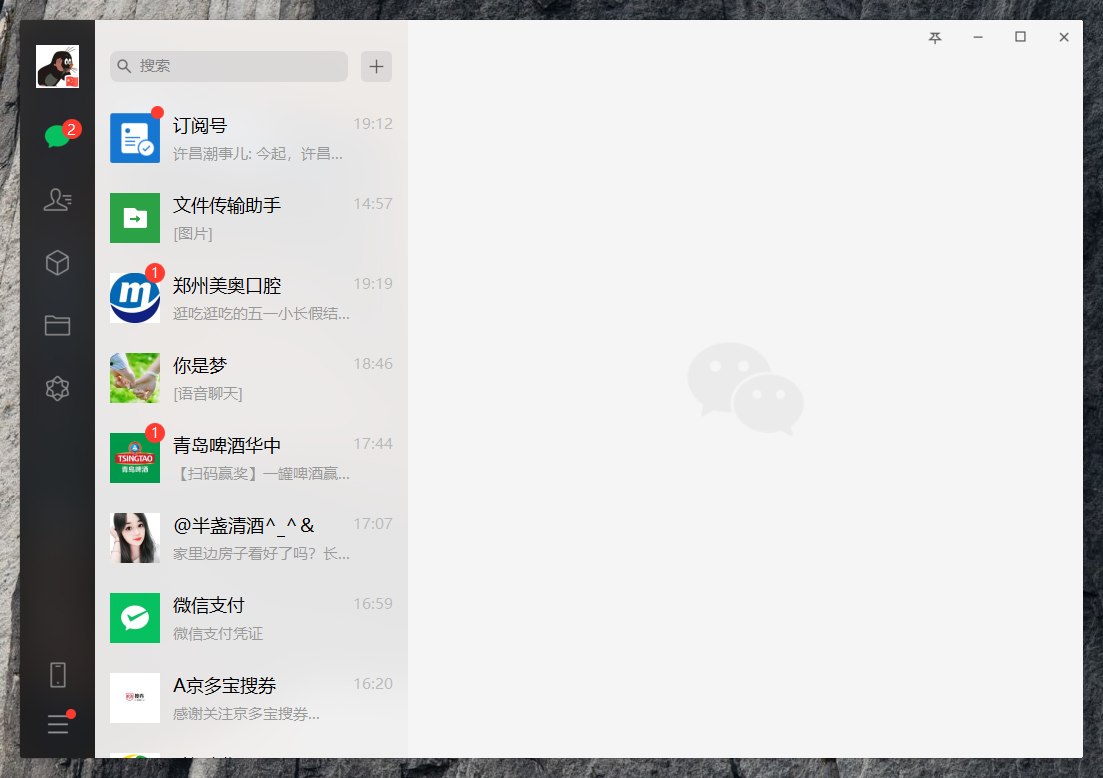 搜索
2
订阅号
19:12
许昌潮事儿: 今起，许昌...
文件传输助手
14:57
[图片]
1
郑州美奥口腔
19:19
逛吃逛吃的五一小长假结...
你是梦
18:46
[语音聊天]
1
TSINGTAO
青岛啤酒
青岛啤酒华中
17:44
【扫码赢奖】一罐啤酒赢...
@半盏清酒^_^＆
17:07
家里边房子看好了吗？长...
微信支付
16:59
微信支付凭证
A京多宝搜券
16:20
感谢关注京多宝搜券...